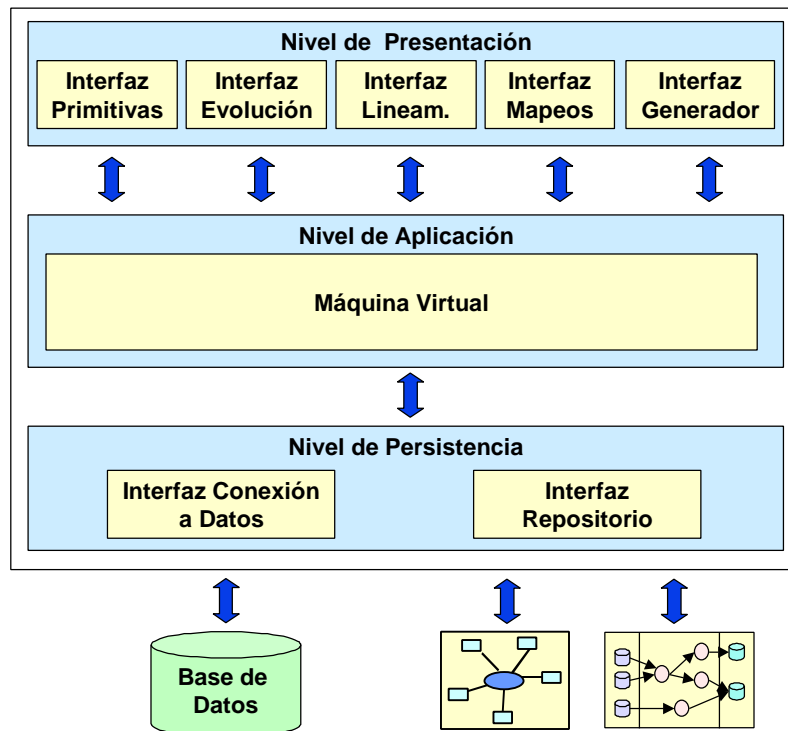 Nivel de Presentación
Interfaz
Primitivas
Interfaz
Evolución
Interfaz
Lineam.
Interfaz
Mapeos
Interfaz
Generador
Nivel de Aplicación
Máquina Virtual
Nivel de Persistencia
Interfaz Conexión
a Datos
Interfaz
Repositorio
Base de
Datos